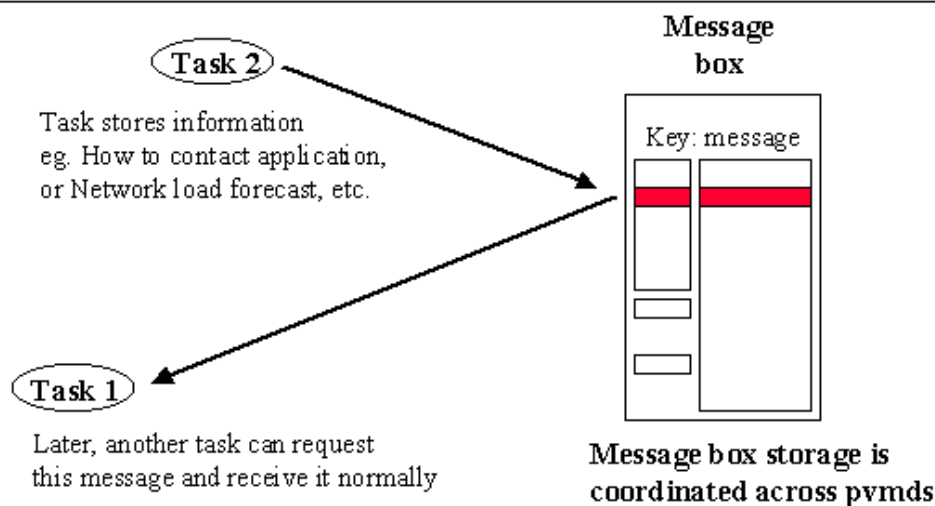 Message
box
Task 2
Task stores information
eg. How to contact application,
or Network load forecast, etc.
Key: message
Task 1
Later, another task can request
this message and receive it normally
Message box storage is
coordinated across pvmds